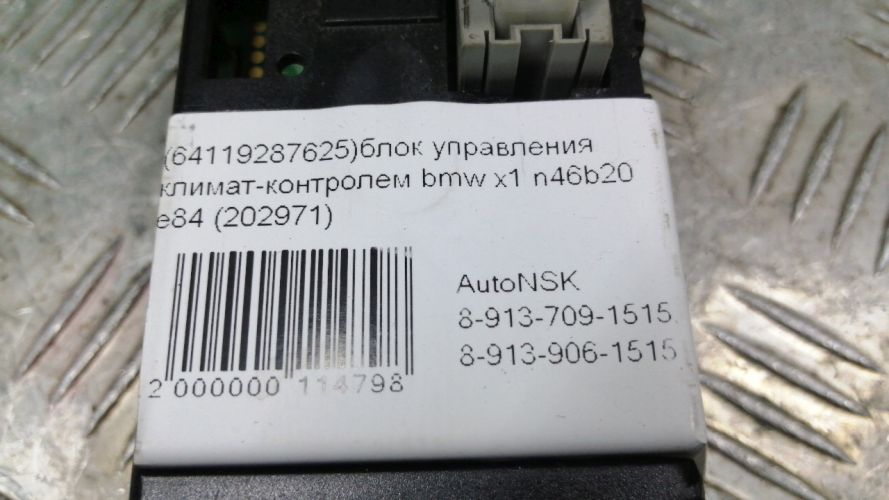 (64119287625)блок управления
климат-контролем bmw x1 n46b20
e84 (202971)
AutoNSK
8-913-709-1515
8-913-906-1515
2 000000 114798